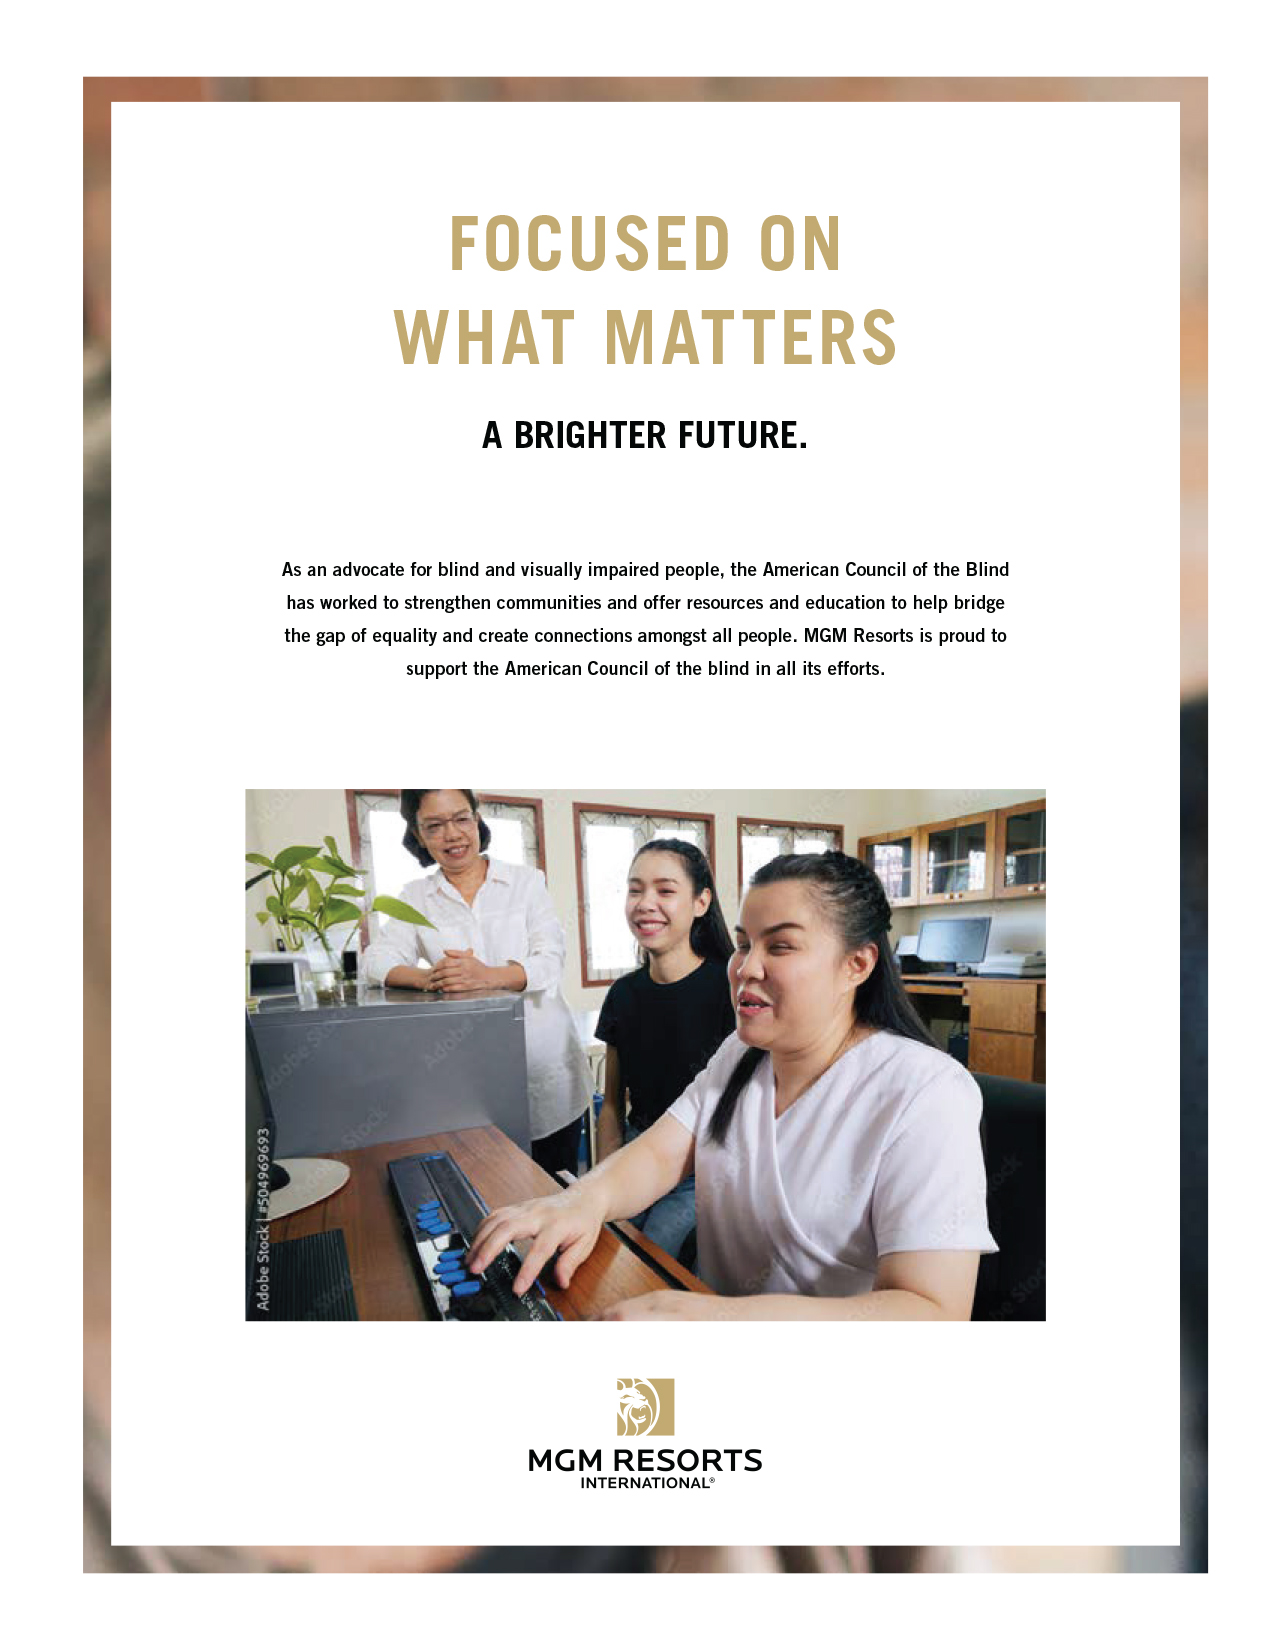 FOCUSED ON
WHAT MATTERS
A BRIGHTER FUTURE.
As an advocate for blind and visually impaired people, the American Council of the Blind
has worked to strengthen communities and offer resources and education to help bridge
the gap of equality and create connections amongst all people. MGM Resorts is proud to
support the American Council of the blind in all its efforts.
Adobe Stock | #504969693
MGM RESORTS
INTERNATIONAL®